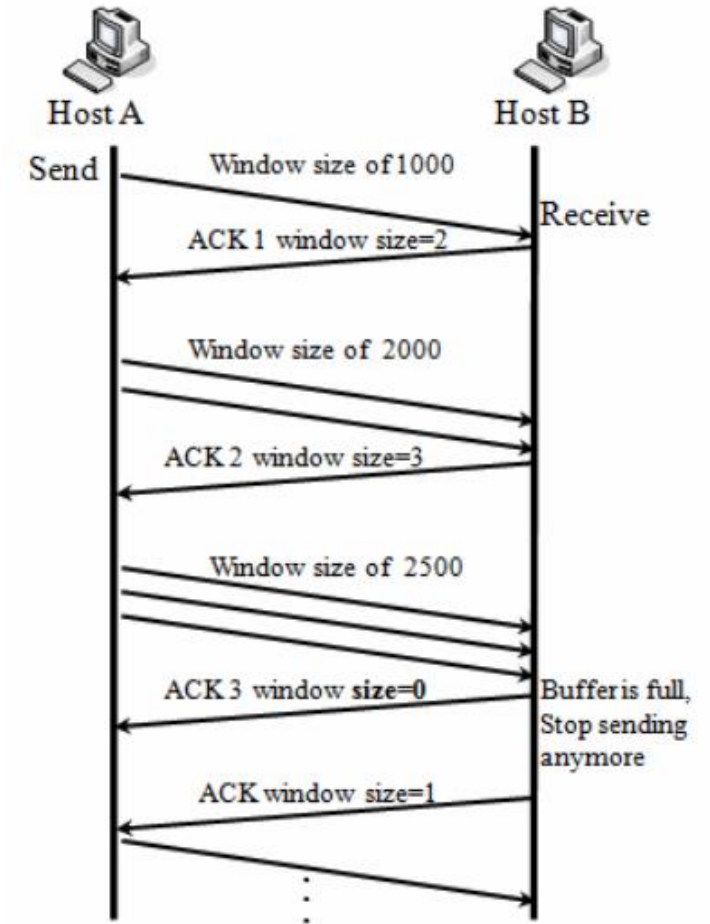 Host A
Host B
Send
Window size of 1000
Receive
ACK 1 window size=2
Window size of 2000
ACK 2 window size=3
Window size of 2500
ACK 3 window size=0
Buffer is full,
Stop sending
anymore
ACK window size=1